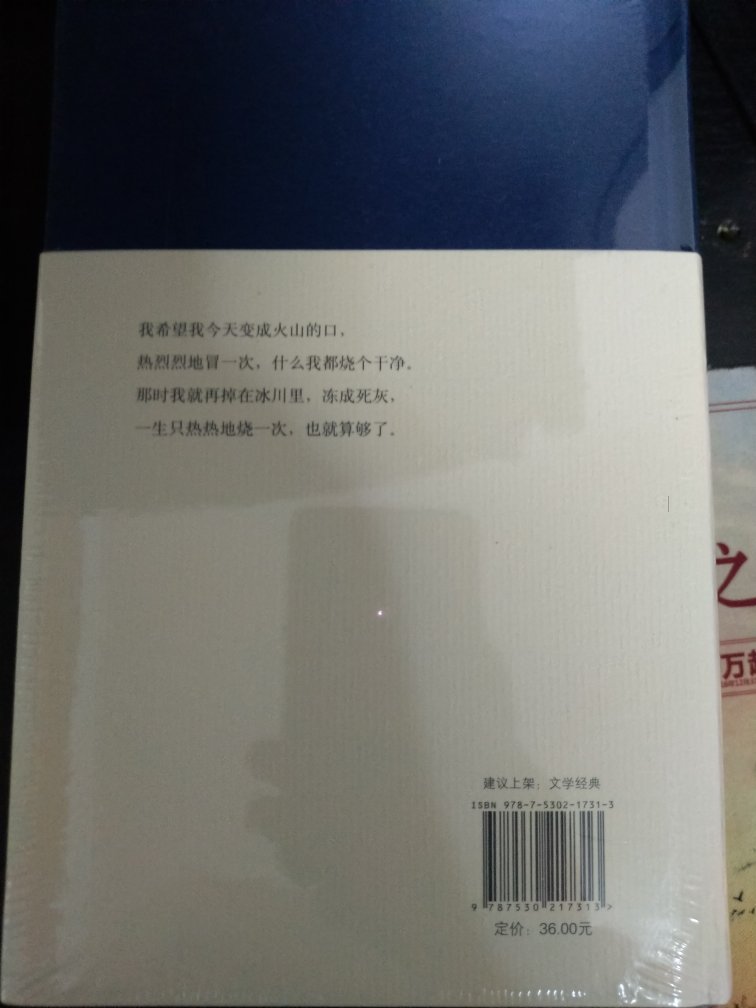 我希望我今天变成火山的口，
热烈烈地冒一次，什么我都烧个干净。
那时我就再掉在冰川里，冻成死灰，
一生只热热地烧一次，也就算够了。
之
万
建议上架：文学经典
ISBN 978-7-5302-1731-3
9 787530 217313>
定价：36.00元